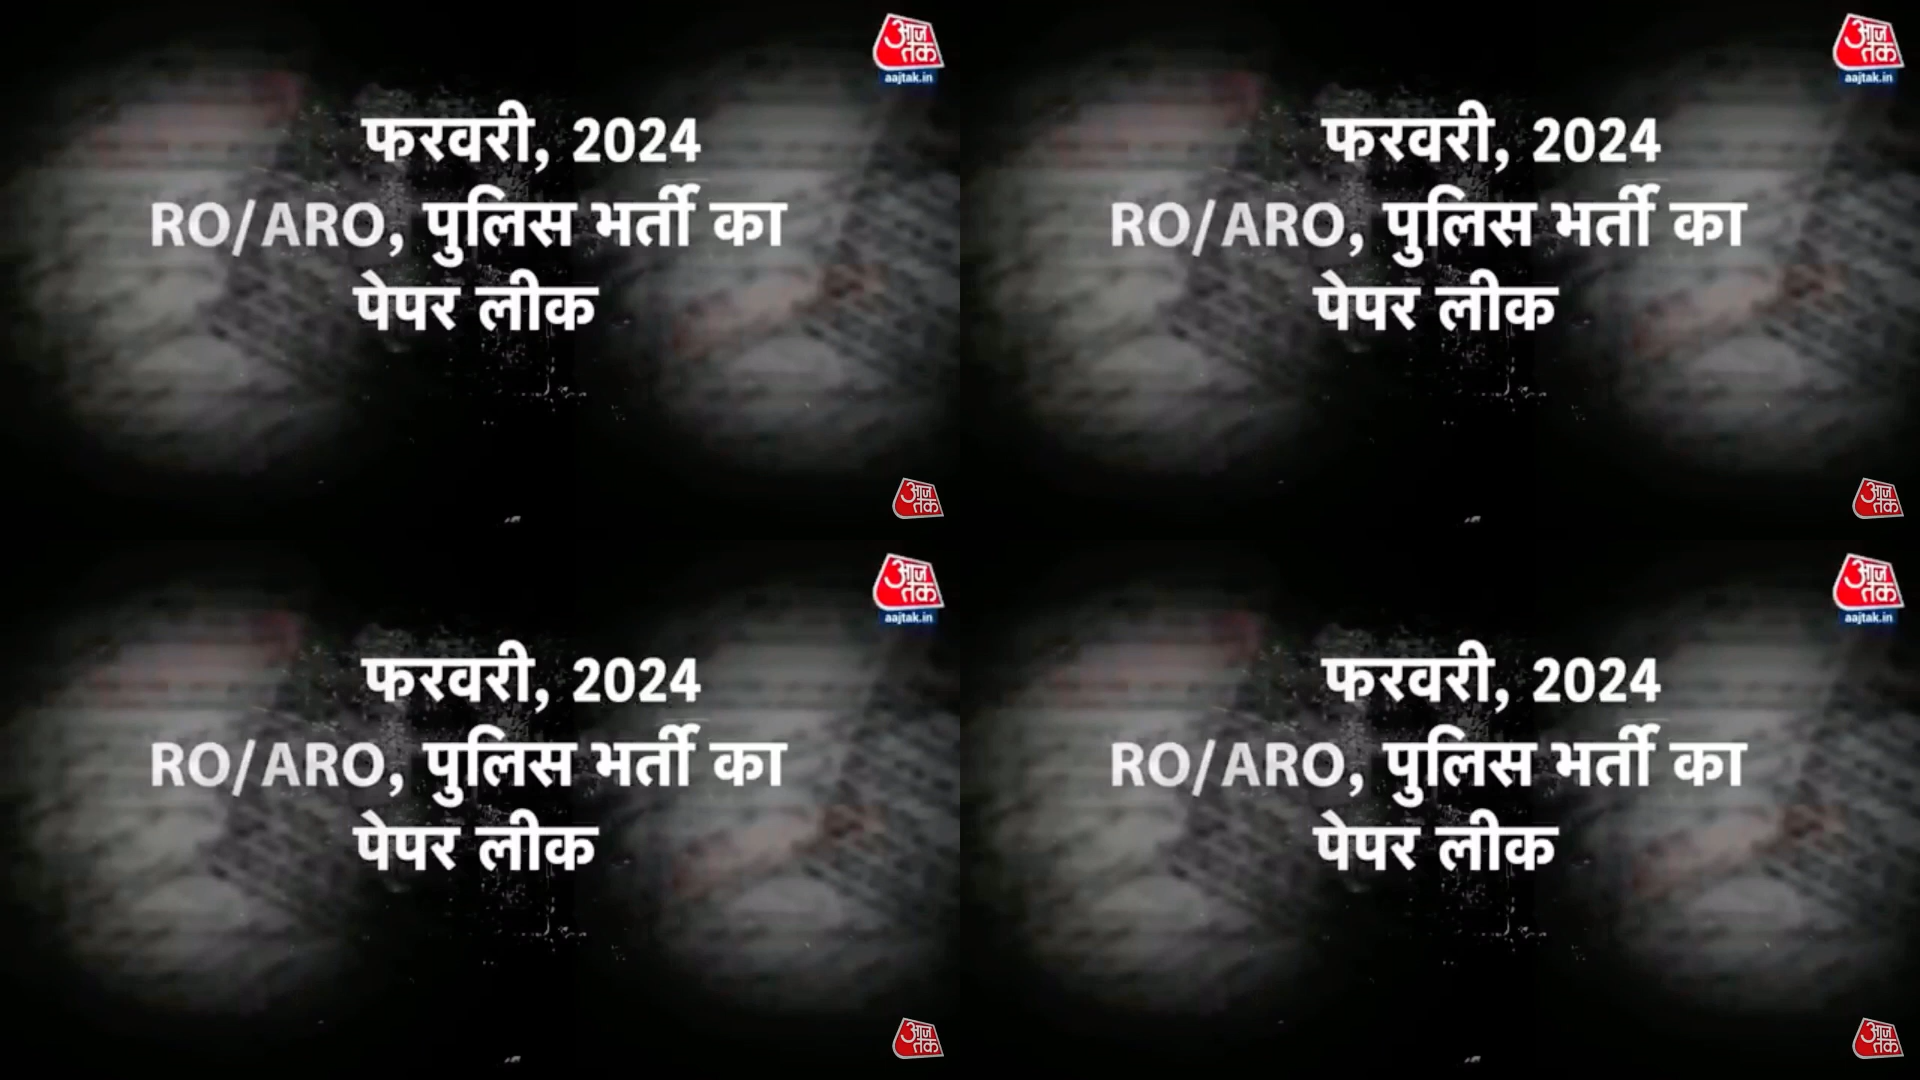 आज तक
aajtak.in
फरवरी, 2024
RO/ARO, पुलिस भर्ती का
पेपर लीक
आज तक
आज तक
aajtak.in
फरवरी, 2024
RO/ARO, पुलिस भर्ती का
पेपर लीक
आज तक
आज तक
aajtak.in
फरवरी, 2024
RO/ARO, पुलिस भर्ती का
पेपर लीक
आज तक
आज तक
aajtak.in
फरवरी, 2024
RO/ARO, पुलिस भर्ती का
पेपर लीक
आज तक